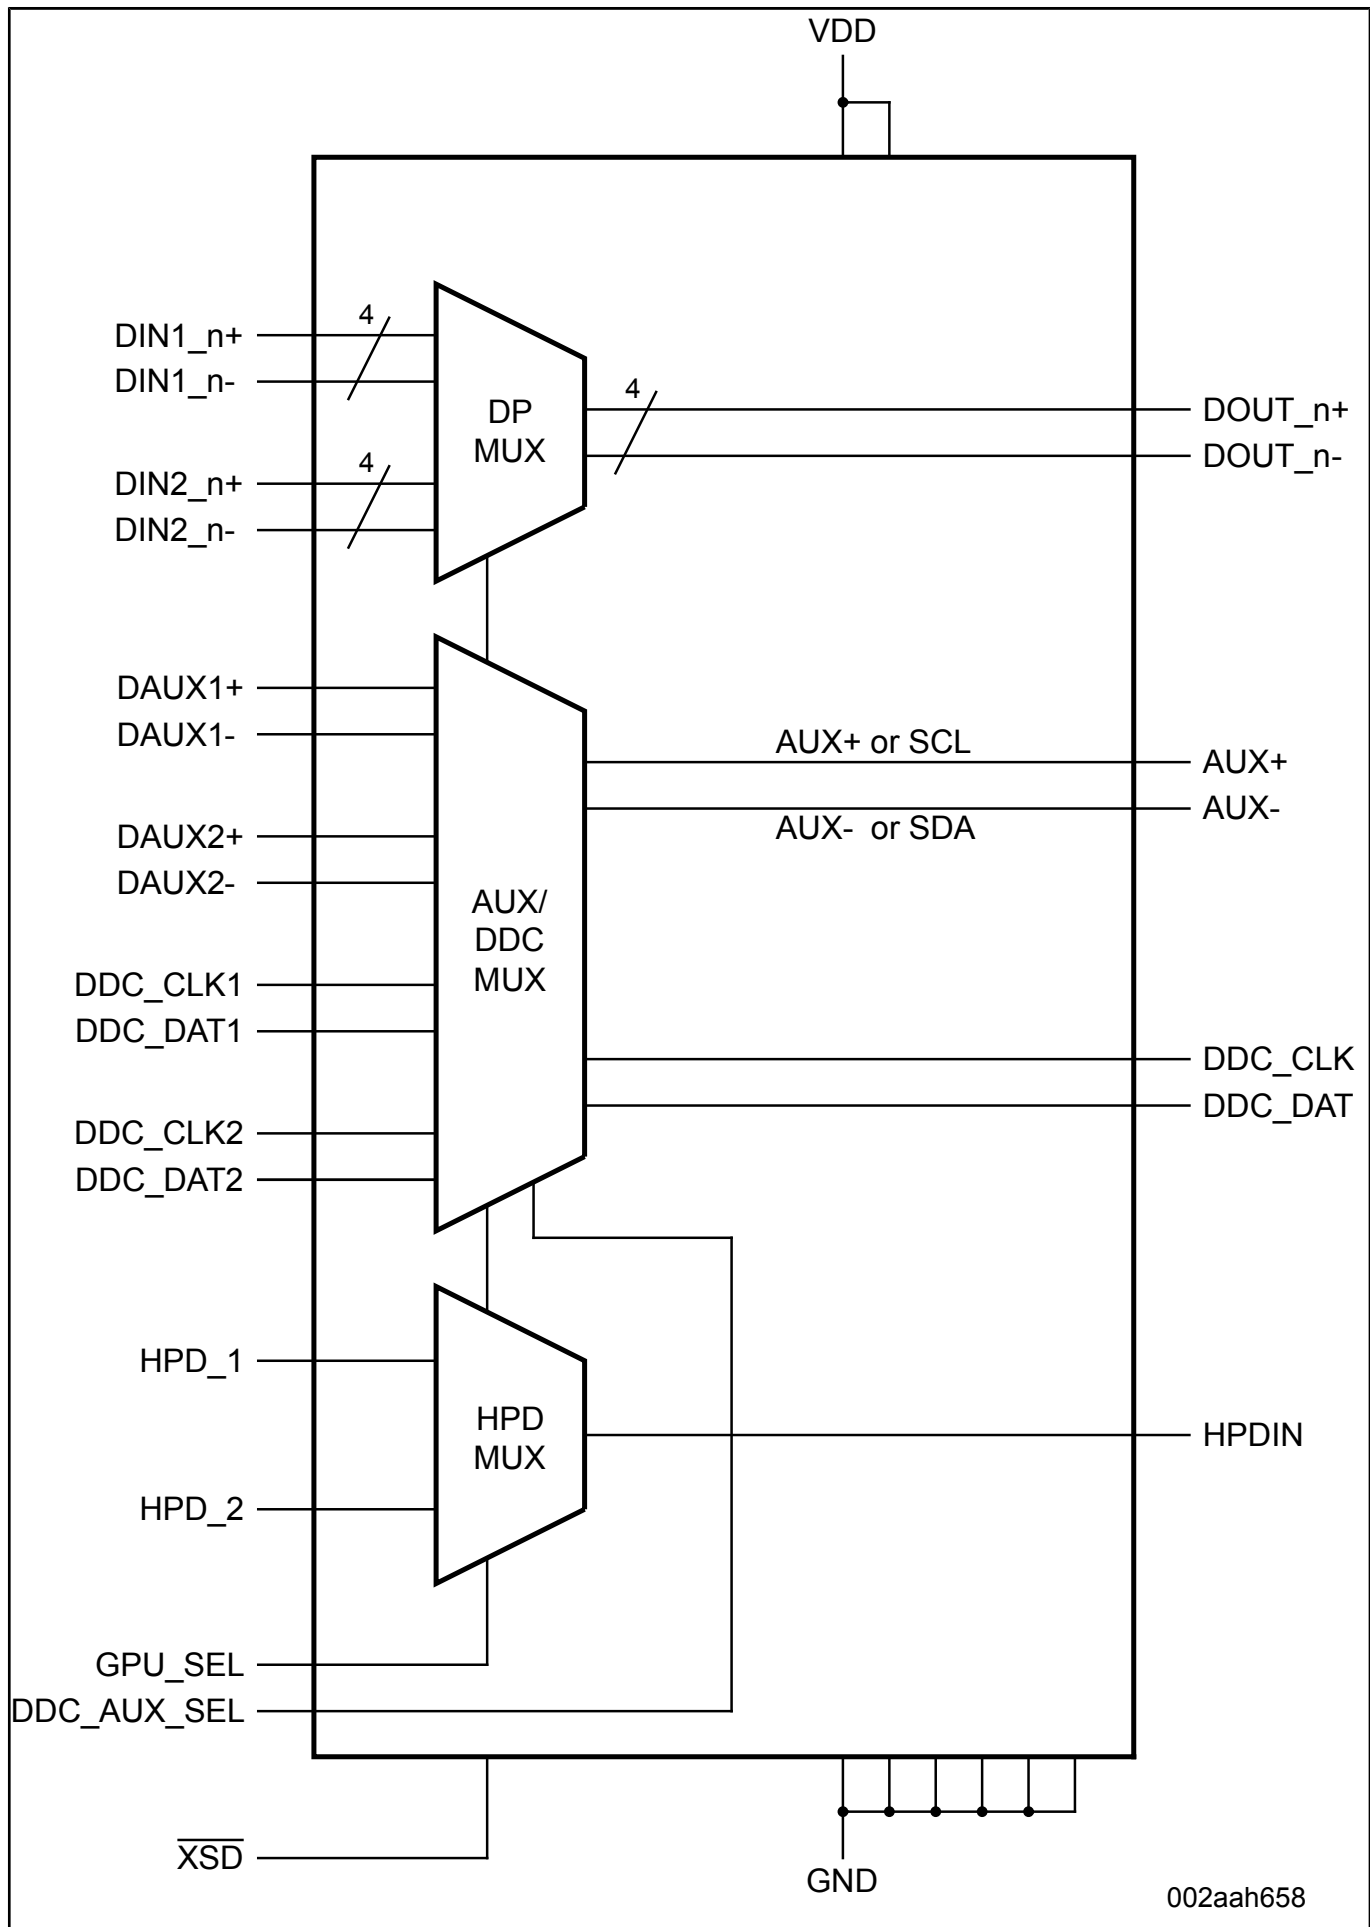 VDD
DIN1_n+
4
DIN1_n-
DP
MUX
4
DOUT_n+
DOUT_n-
DIN2_n+
4
DIN2_n-
DAUX1+
DAUX1-
AUX+ or SCL
AUX+
AUX-
AUX- or SDA
DAUX2+
DAUX2-
AUX/
DDC
MUX
DDC_CLK1
DDC_DAT1
DDC_CLK
DDC_DAT
DDC_CLK2
DDC_DAT2
HPD_1
HPD
MUX
HPDIN
HPD_2
GPU_SEL
DDC_AUX_SEL
X̅S̅D̅
GND
002aah658